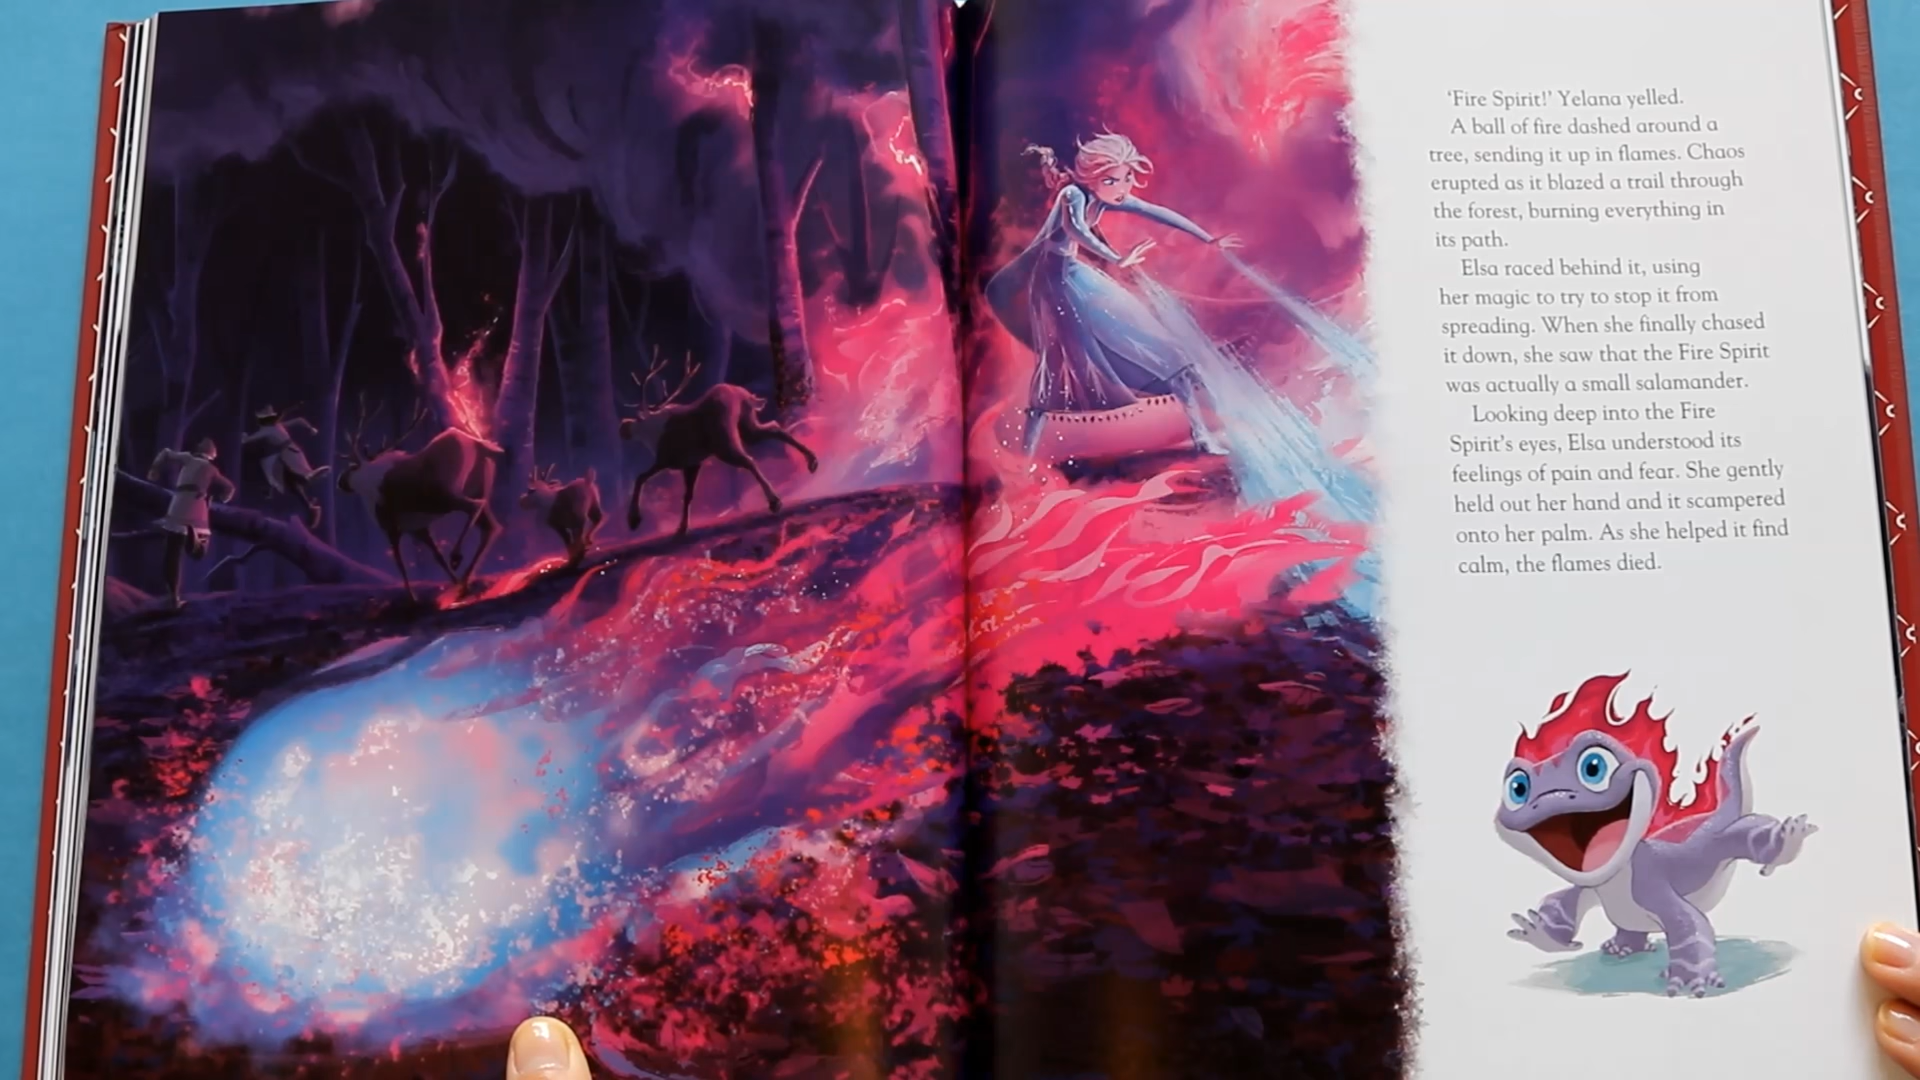 ‘Fire Spirit!’ Yelana yelled.
A ball of fire dashed around a
tree, sending it up in flames. Chaos
erupted as it blazed a trail through
the forest, burning everything in
its path.
Elsa raced behind it, using
her magic to try to stop it from
spreading. When she finally chased
it down, she saw that the Fire Spirit
was actually a small salamander.
Looking deep into the Fire
Spirit’s eyes, Elsa understood its
feelings of pain and fear. She gently
held out her hand and it scampered
onto her palm. As she helped it find
calm, the flames died.